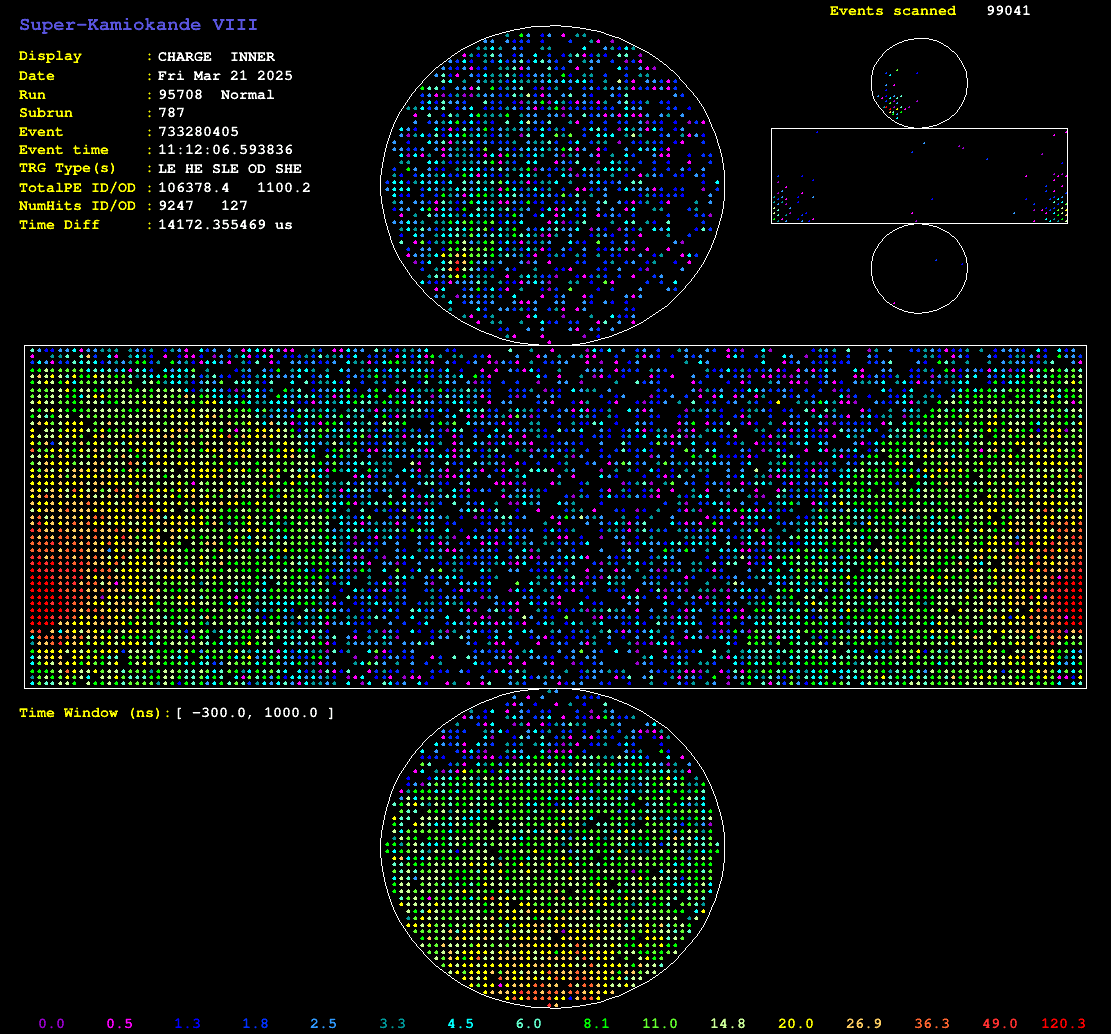 Super-Kamiokande VIII
Events scanned 99041
Display : CHARGE INNER
Date : Fri Mar 21 2025
Run : 95708 Normal
Subrun : 787
Event : 733280405
Event time : 11:12:06.593836
TRG Type(s) : LE HE SLE OD SHE
TotalPE ID/OD : 106378.4 1100.2
NumHits ID/OD : 9247 127
Time Diff : 14172.355469 us
Time Window (ns): [ -300.0, 1000.0 ]
0.0 0.5 1.3 1.8 2.5 3.3 4.5 6.0 8.1 11.0 14.8 20.0 26.9 36.3 49.0 120.3